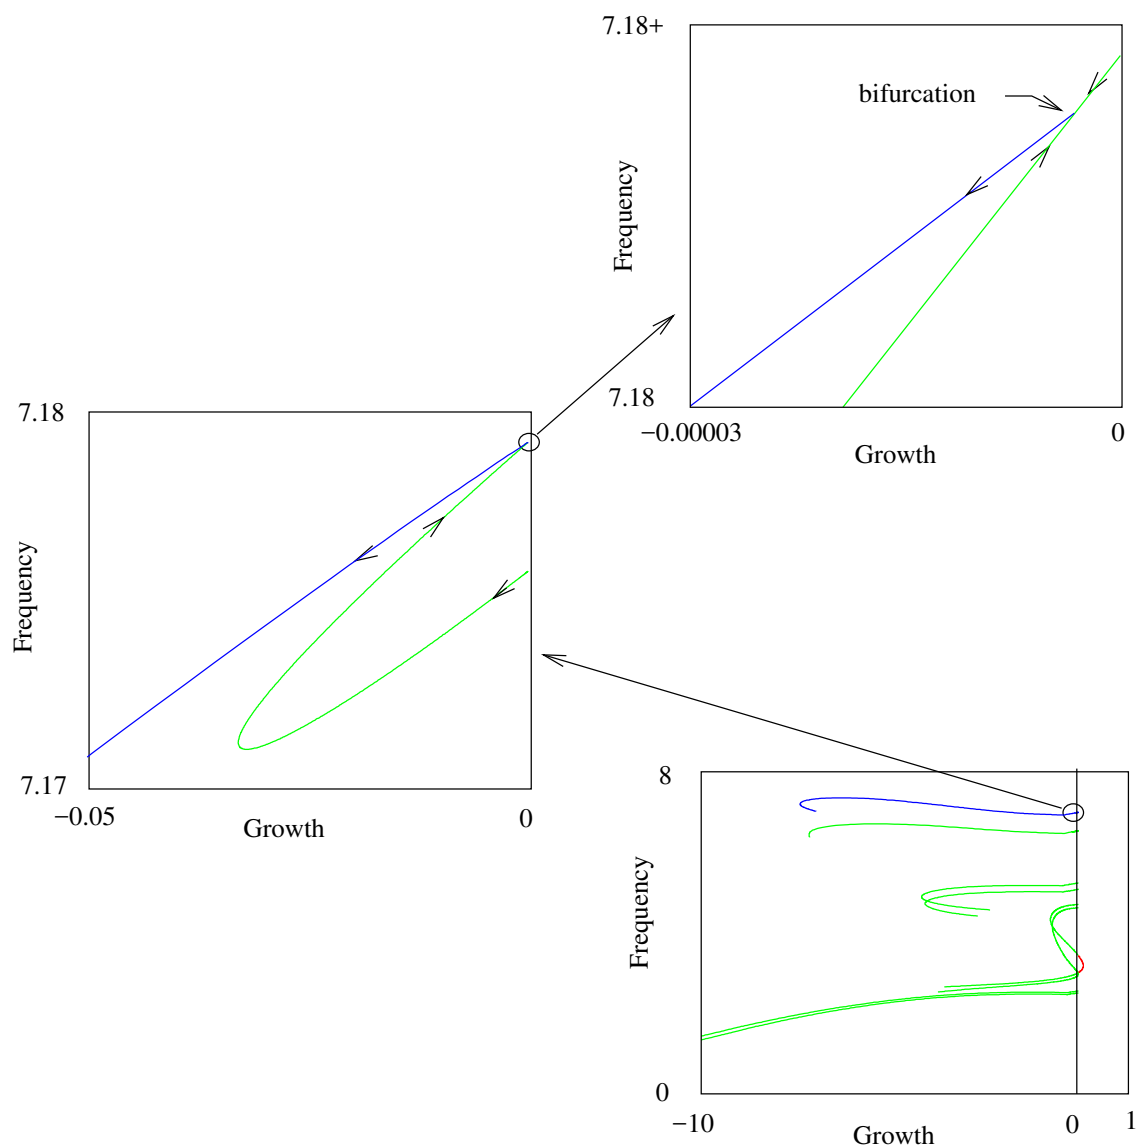 7.18+
bifurcation
Frequency
7.18
−0.00003
0
Growth
7.18
Frequency
7.17
−0.05
0
Growth
8
Frequency
0
−10
0
1
Growth